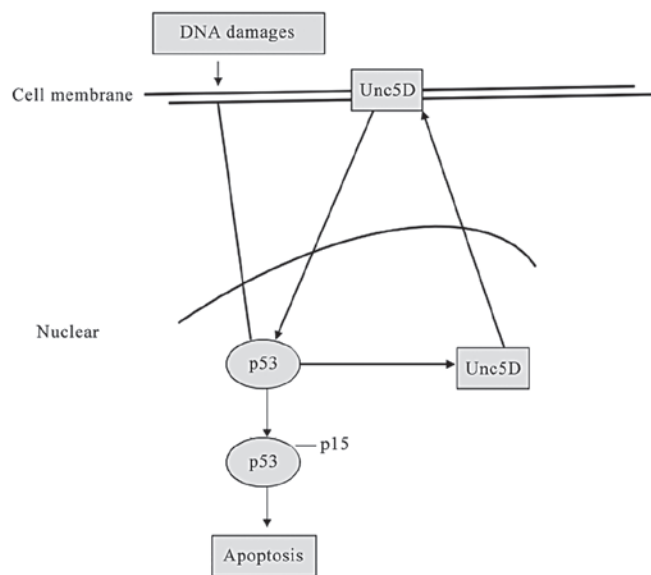 DNA damages
Cell membrane
Unc5D
Nuclear
p53
Unc5D
p15
p53
Apoptosis